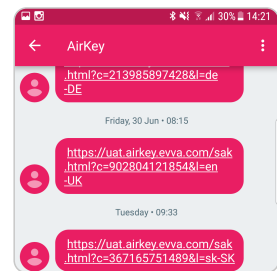 30% 14:21
AirKey
.html?c=213985897428&l=de
-DE
Friday, 30 Jun • 08:15
https://uat.airkey.evva.com/sak
.html?c=902804121854&l=en
-UK
Tuesday • 09:33
https://uat.airkey.evva.com/sak
.html?c=367165751489&l=sk-SK